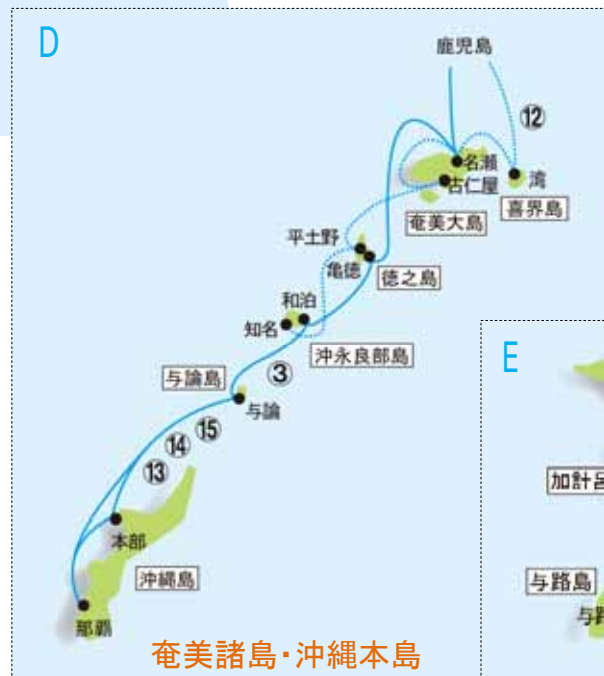 D
鹿児島
⑫
名瀬
古仁屋
湾
喜界島
奄美大島
平土野
亀徳
徳之島
和泊
知名
沖永良部島
③
与論島
与論
⑮
⑭
⑬
本部
沖縄島
那覇
奄美諸島・沖縄本島
E
加計呂
与路島
与路